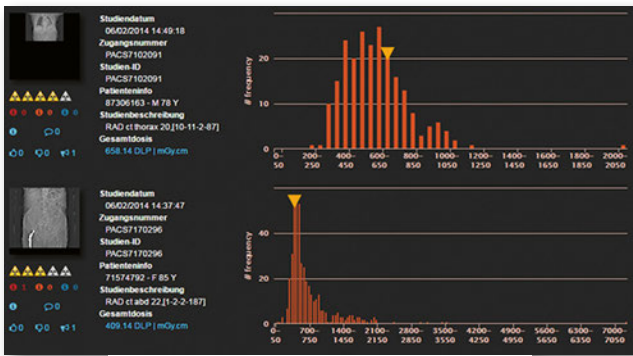 Studiendatum
06/02/2014 14:49:18
Zugangsnummer
PACS7102091
Studien-ID
PACS7102091
Patienteninfo
87306163 - M 78 Y
Studienbeschreibung
RAD ct thorax 20,[10-11-2-87]
Gesamtdosis
658.14 DLP | mGy.cm
0 0 0
0
0 0 1
# frequency
20
10
0
0- 200- 400- 600- 800- 1000- 1200- 1400- 1600- 1800- 2000-
50 250 450 650 850 1050 1250 1450 1650 1850 2050
Studiendatum
06/02/2014 14:37:47
Zugangsnummer
PACS7170296
Studien-ID
PACS7170296
Patienteninfo
71574792 - F 85 Y
Studienbeschreibung
RAD ct abd 22,[1-2-2-187]
Gesamtdosis
409.14 DLP | mGy.cm
1 0 0
0
0 0 1
# frequency
40
20
0
0- 700- 1400- 2100- 2800- 3500- 4200- 4900- 5600- 6300- 7000-
50 750 1450 2150 2850 3550 4250 4950 5650 6350 7050